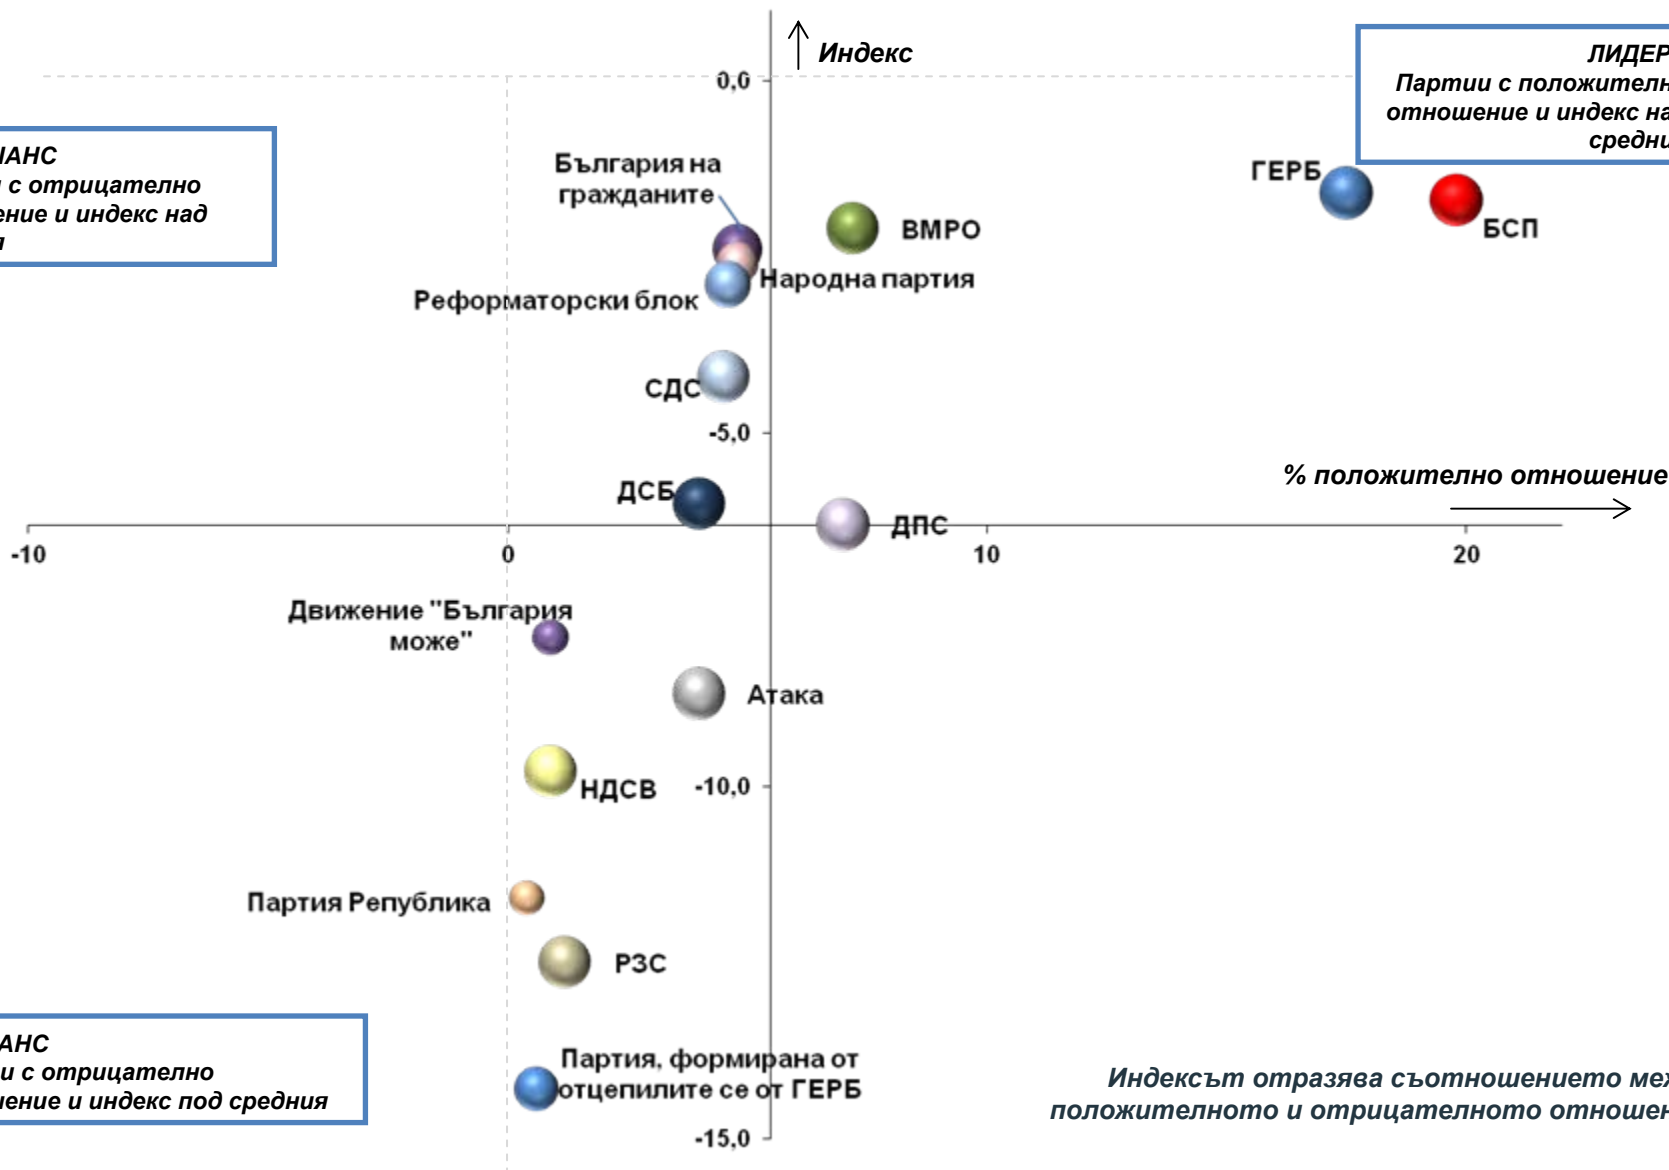 Индекс
0,0
ЛИДЕР
Партии с положителн
отношение и индекс на
средни
АНС
с отрицателно
ение и индекс над
България на
гражданите
ГЕРБ
БСП
ВМРО
Народна партия
Реформаторски блок
СДС
-5,0
% положително отношение
ДСБ
ДПС
-10
0
10
20
Движение "България
може"
Атака
НДСВ
-10,0
Партия Република
РЗС
АНС
и с отрицателно
ение и индекс под средния
Партия, формирана от
отцепилите се от ГЕРБ
Индексът отразява съотношението меж
положителното и отрицателното отношен
-15,0